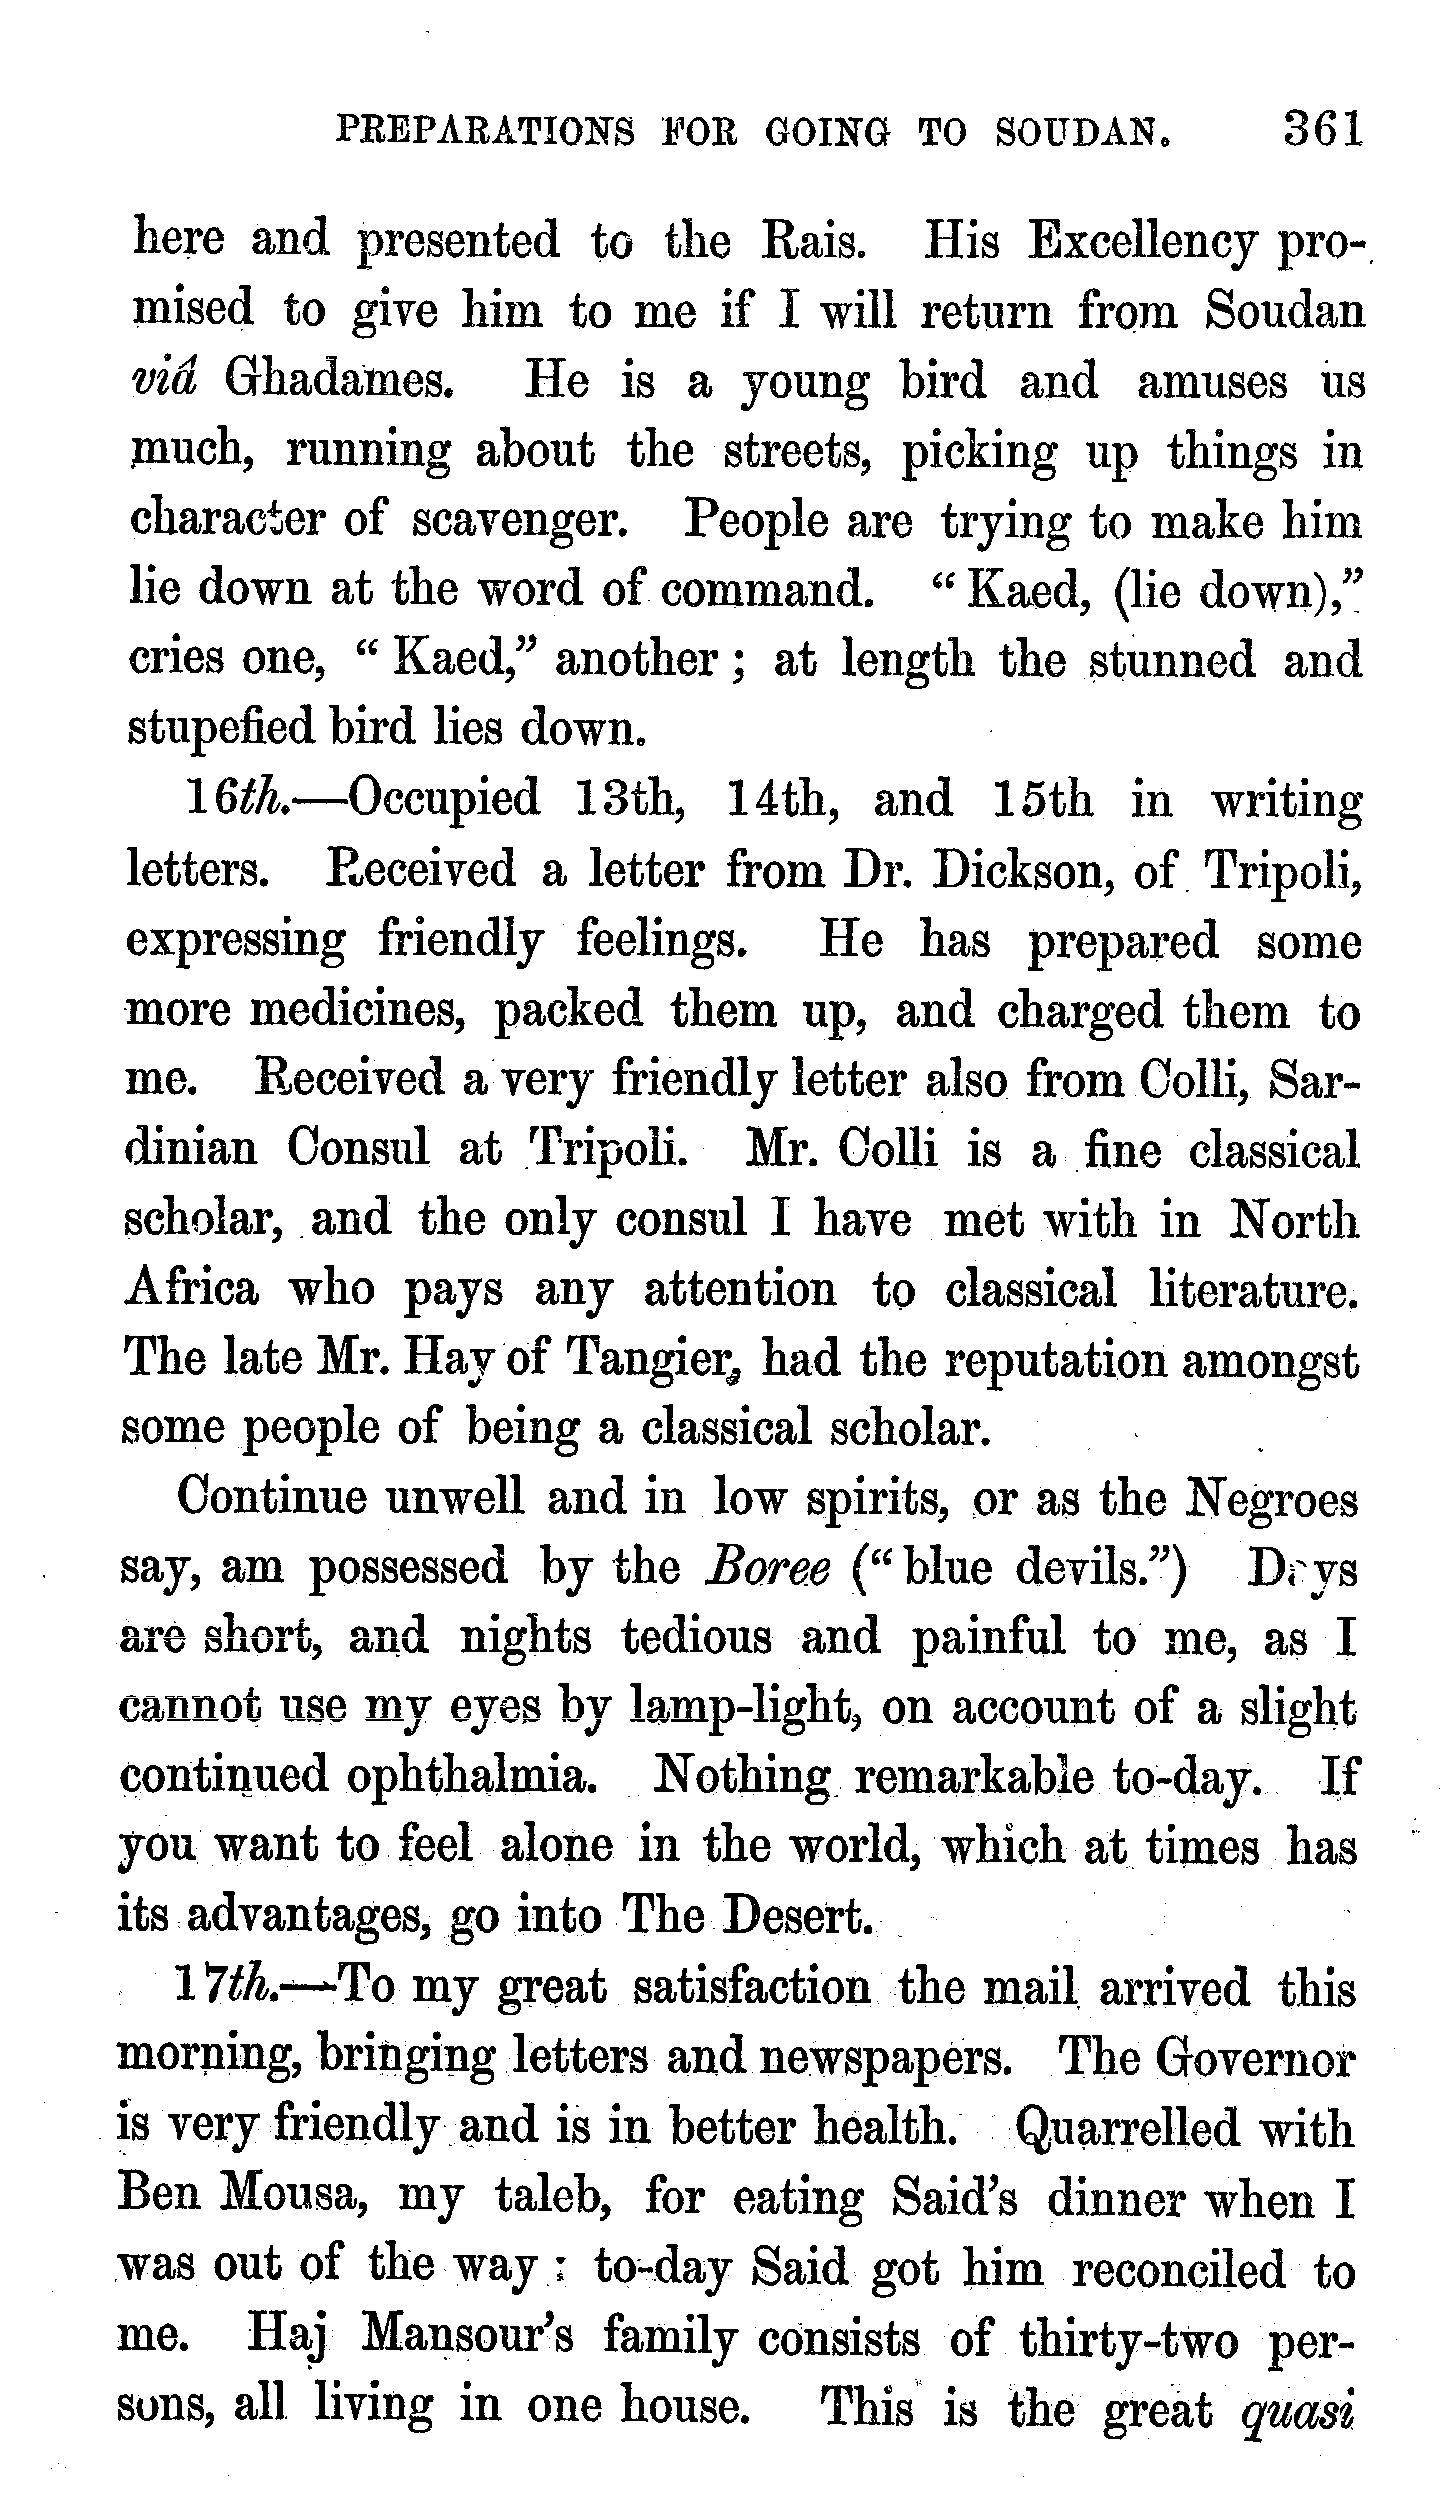 PREPARATIONS FOR GOING TO SOUDAN. 361
here and presented to the Rais. His Excellency pro-
mised to give him to me if I will return from Soudan
viâ Ghadames. He is a young bird and amuses us
much, running about the streets, picking up things in
character of scavenger. People are trying to make him
lie down at the word of command. “Kaed, (lie down),”
cries one, “Kaed,” another; at length the stunned and
stupefied bird lies down.
16th.—Occupied 13th, 14th, and 15th in writing
letters. Received a letter from Dr. Dickson, of Tripoli,
expressing friendly feelings. He has prepared some
more medicines, packed them up, and charged them to
me. Received a very friendly letter also from Colli, Sar-
dinian Consul at Tripoli. Mr. Colli is a fine classical
scholar, and the only consul I have met with in North
Africa who pays any attention to classical literature.
The late Mr. Hay of Tangier, had the reputation amongst
some people of being a classical scholar.
Continue unwell and in low spirits, or as the Negroes
say, am possessed by the Boree (“blue devils.”) Days
are short, and nights tedious and painful to me, as I
cannot use my eyes by lamp-light, on account of a slight
continued ophthalmia. Nothing remarkable to-day. If
you want to feel alone in the world, which at times has
its advantages, go into The Desert.
17th.—To my great satisfaction the mail arrived this
morning, bringing letters and newspapers. The Governor
is very friendly and is in better health. Quarrelled with
Ben Mousa, my taleb, for eating Said’s dinner when I
was out of the way: to-day Said got him reconciled to
me. Haj Mansour’s family consists of thirty-two per-
sons, all living in one house. This is the great quasi